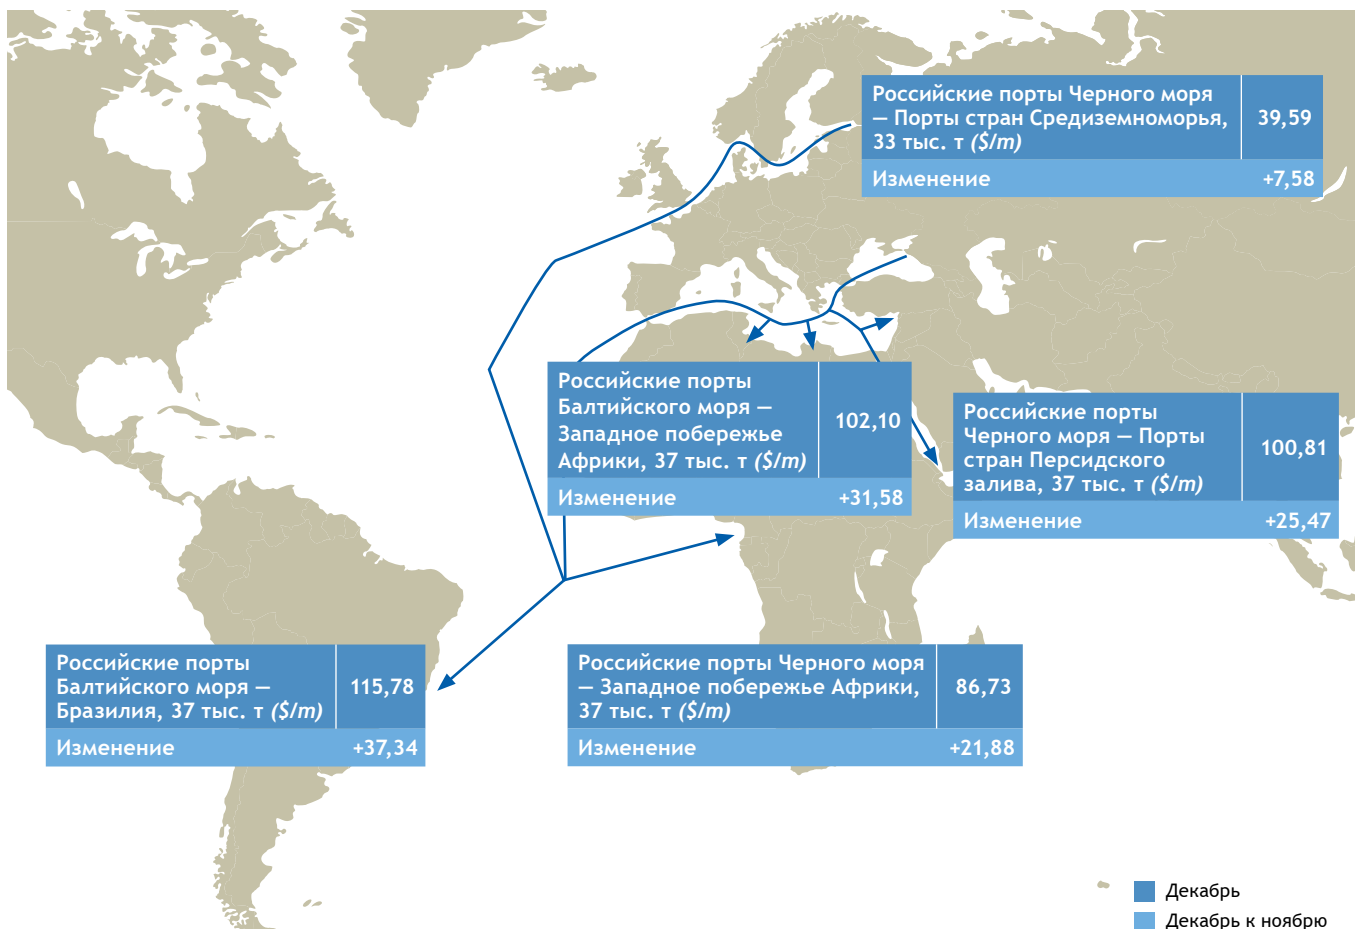 Российские порты Черного моря
— Порты стран Средиземноморья,
33 тыс. т ($/т)
39,59
Изменение
+7,58
Российские порты
Балтийского моря —
Западное побережье
Африки, 37 тыс. т ($/т)
102,10
Изменение
+31,58
Российские порты
Черного моря — Порты
стран Персидского
залива, 37 тыс. т ($/т)
100,81
Изменение
+25,47
Российские порты
Балтийского моря —
Бразилия, 37 тыс. т ($/т)
115,78
Изменение
+37,34
Российские порты Черного моря
— Западное побережье Африки,
37 тыс. т ($/т)
86,73
Изменение
+21,88
Декабрь
Декабрь к ноябрю